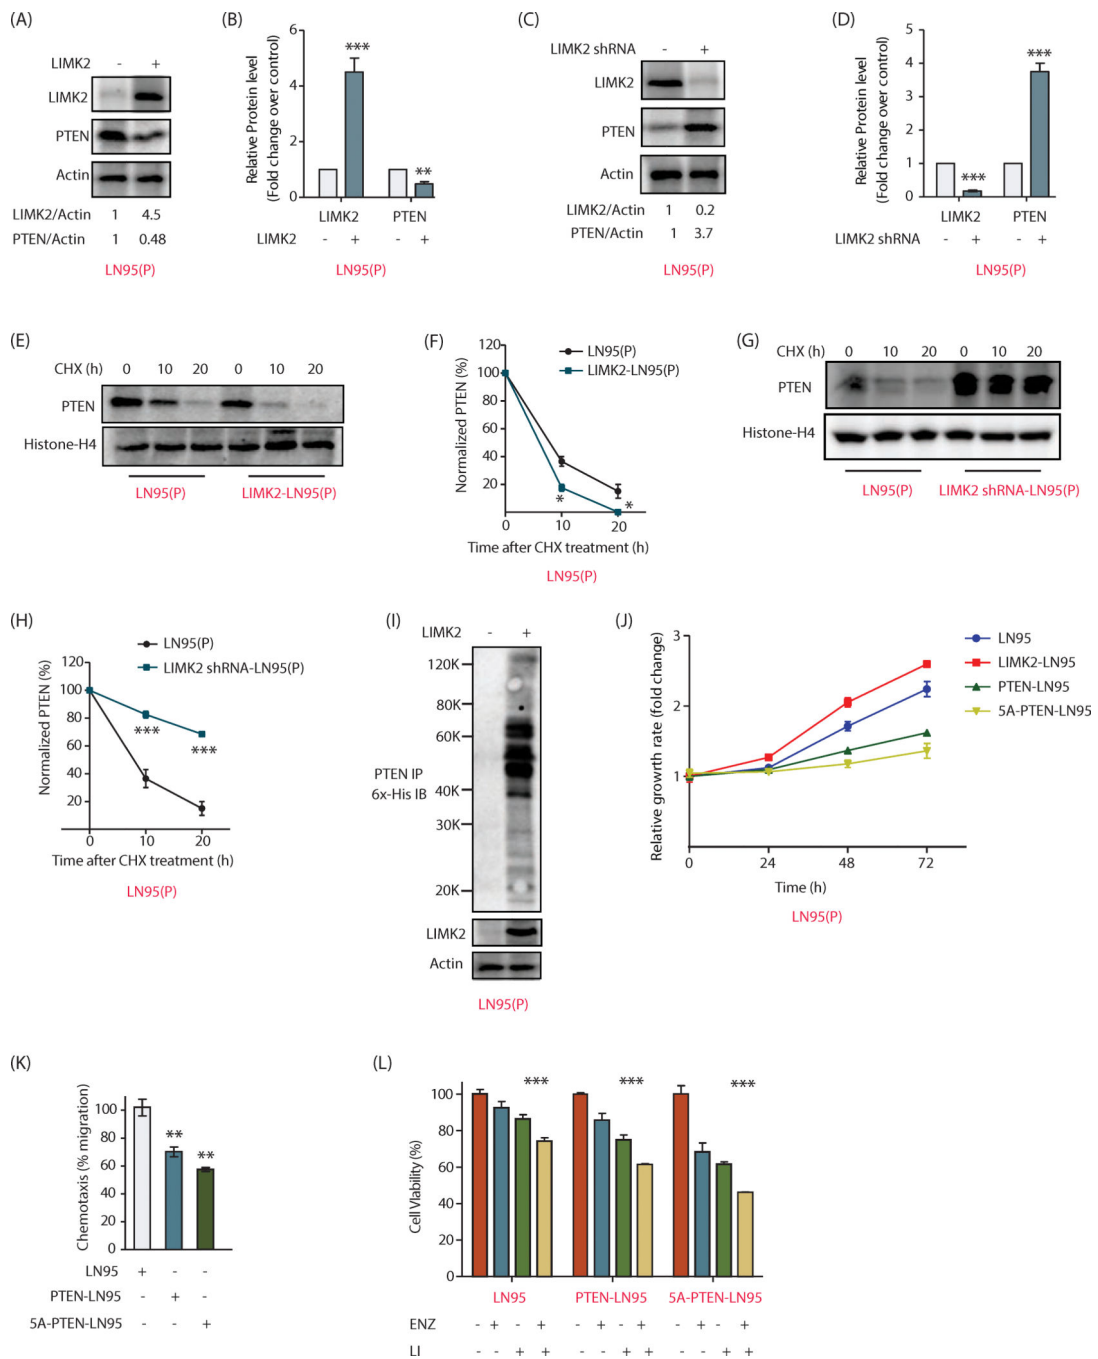 (A)
LIMK2 - +
LIMK2
PTEN
Actin
LIMK2/Actin 1 4.5
PTEN/Actin 1 0.48
LN95(P)
(B)
Relative Protein level
(Fold change over control)
6
4
2
0
***
**
LIMK2 PTEN
LIMK2 - + - +
LN95(P)
(C)
LIMK2 shRNA - +
LIMK2
PTEN
Actin
LIMK2/Actin 1 0.2
PTEN/Actin 1 3.7
LN95(P)
(D)
Relative Protein level
(Fold change over control)
5
4
3
2
1
0
***
***
LIMK2 PTEN
LIMK2 shRNA - + - +
LN95(P)
(E)
CHX (h) 0 10 20 0 10 20
PTEN
Histone-H4
LN95(P) LIMK2-LN95(P)
(F)
Normalized PTEN (%)
120
100
80
60
40
20
LN95(P)
LIMK2-LN95(P)
*
*
0 10 20
Time after CHX treatment (h)
LN95(P)
(G)
CHX (h) 0 10 20 0 10 20
PTEN
Histone-H4
LN95(P) LIMK2 shRNA-LN95(P)
(H)
LN95(P)
LIMK2 shRNA-LN95(P)
Normalized PTEN (%)
120
100
80
60
40
20
***
***
0 10 20
Time after CHX treatment (h)
LN95(P)
(I)
LIMK2 - +
120K
80K
60K
PTEN IP
6x-His IB
40K
30K
20K
LIMK2
Actin
LN95(P)
(J)
Relative growrth rate (fold change)
3
2
1
LN95
LIMK2-LN95
PTEN-LN95
5A-PTEN-LN95
0 24 48 72
Time (h)
LN95(P)
(K)
Chemotaxis (% migration)
100
80
60
40
20
0
**
**
LN95 + - -
PTEN-LN95 - + -
5A-PTEN-LN95 - - +
(L)
Cell Vlability (%)
100
80
60
40
20
0
***
***
***
LN95 PTEN-LN95 5A-PTEN-LN95
ENZ - + - + - + - + - + - +
LI - - + + - - + + - - + +